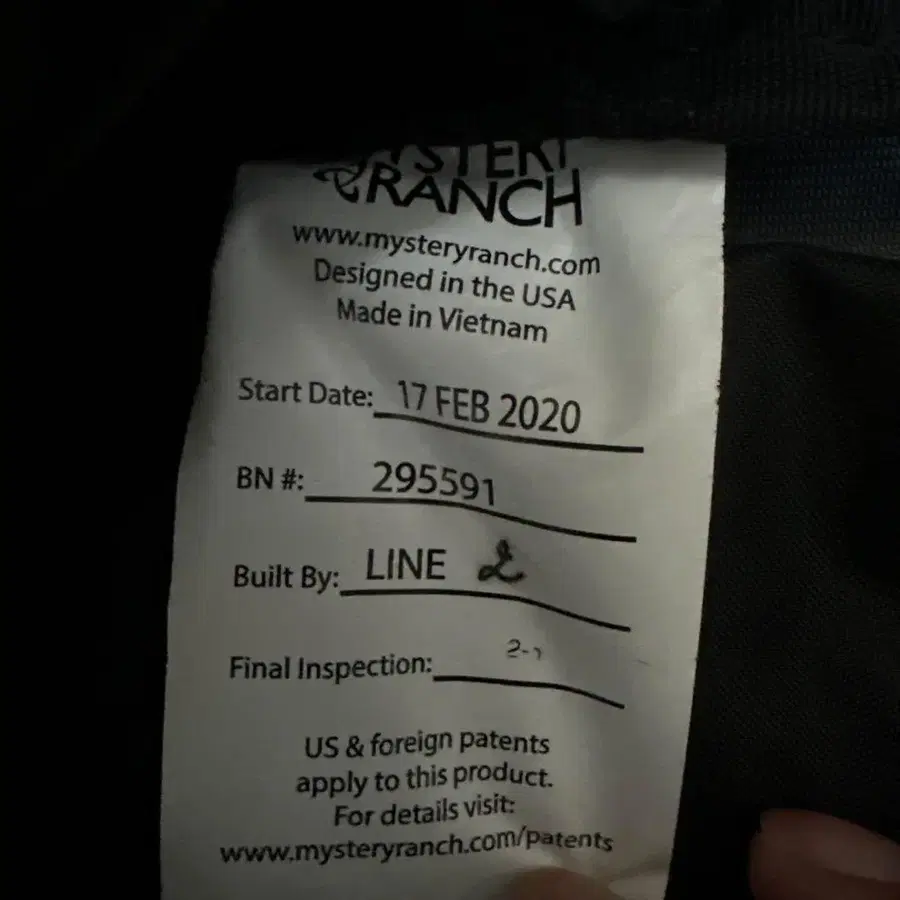 MYSTERY
RANCH
www.mysteryranch.com
Designed in the USA
Made in Vietnam
Start Date: 17 FEB 2020
BN #: 295591
Built By: LINE 2
Final Inspection:
US & foreign patents
apply to this product.
For details visit:
www.mysteryranch.com/patents